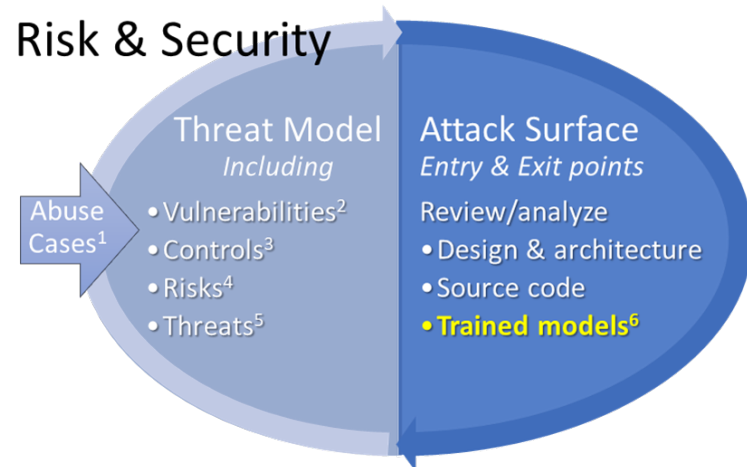 Risk & Security
Threat Model
Including
•Vulnerabilities²
•Controls³
•Risks⁴
•Threats⁵
Abuse
Cases¹
Attack Surface
Entry & Exit points
Review/analyze
•Design & architecture
•Source code
•Trained models⁶